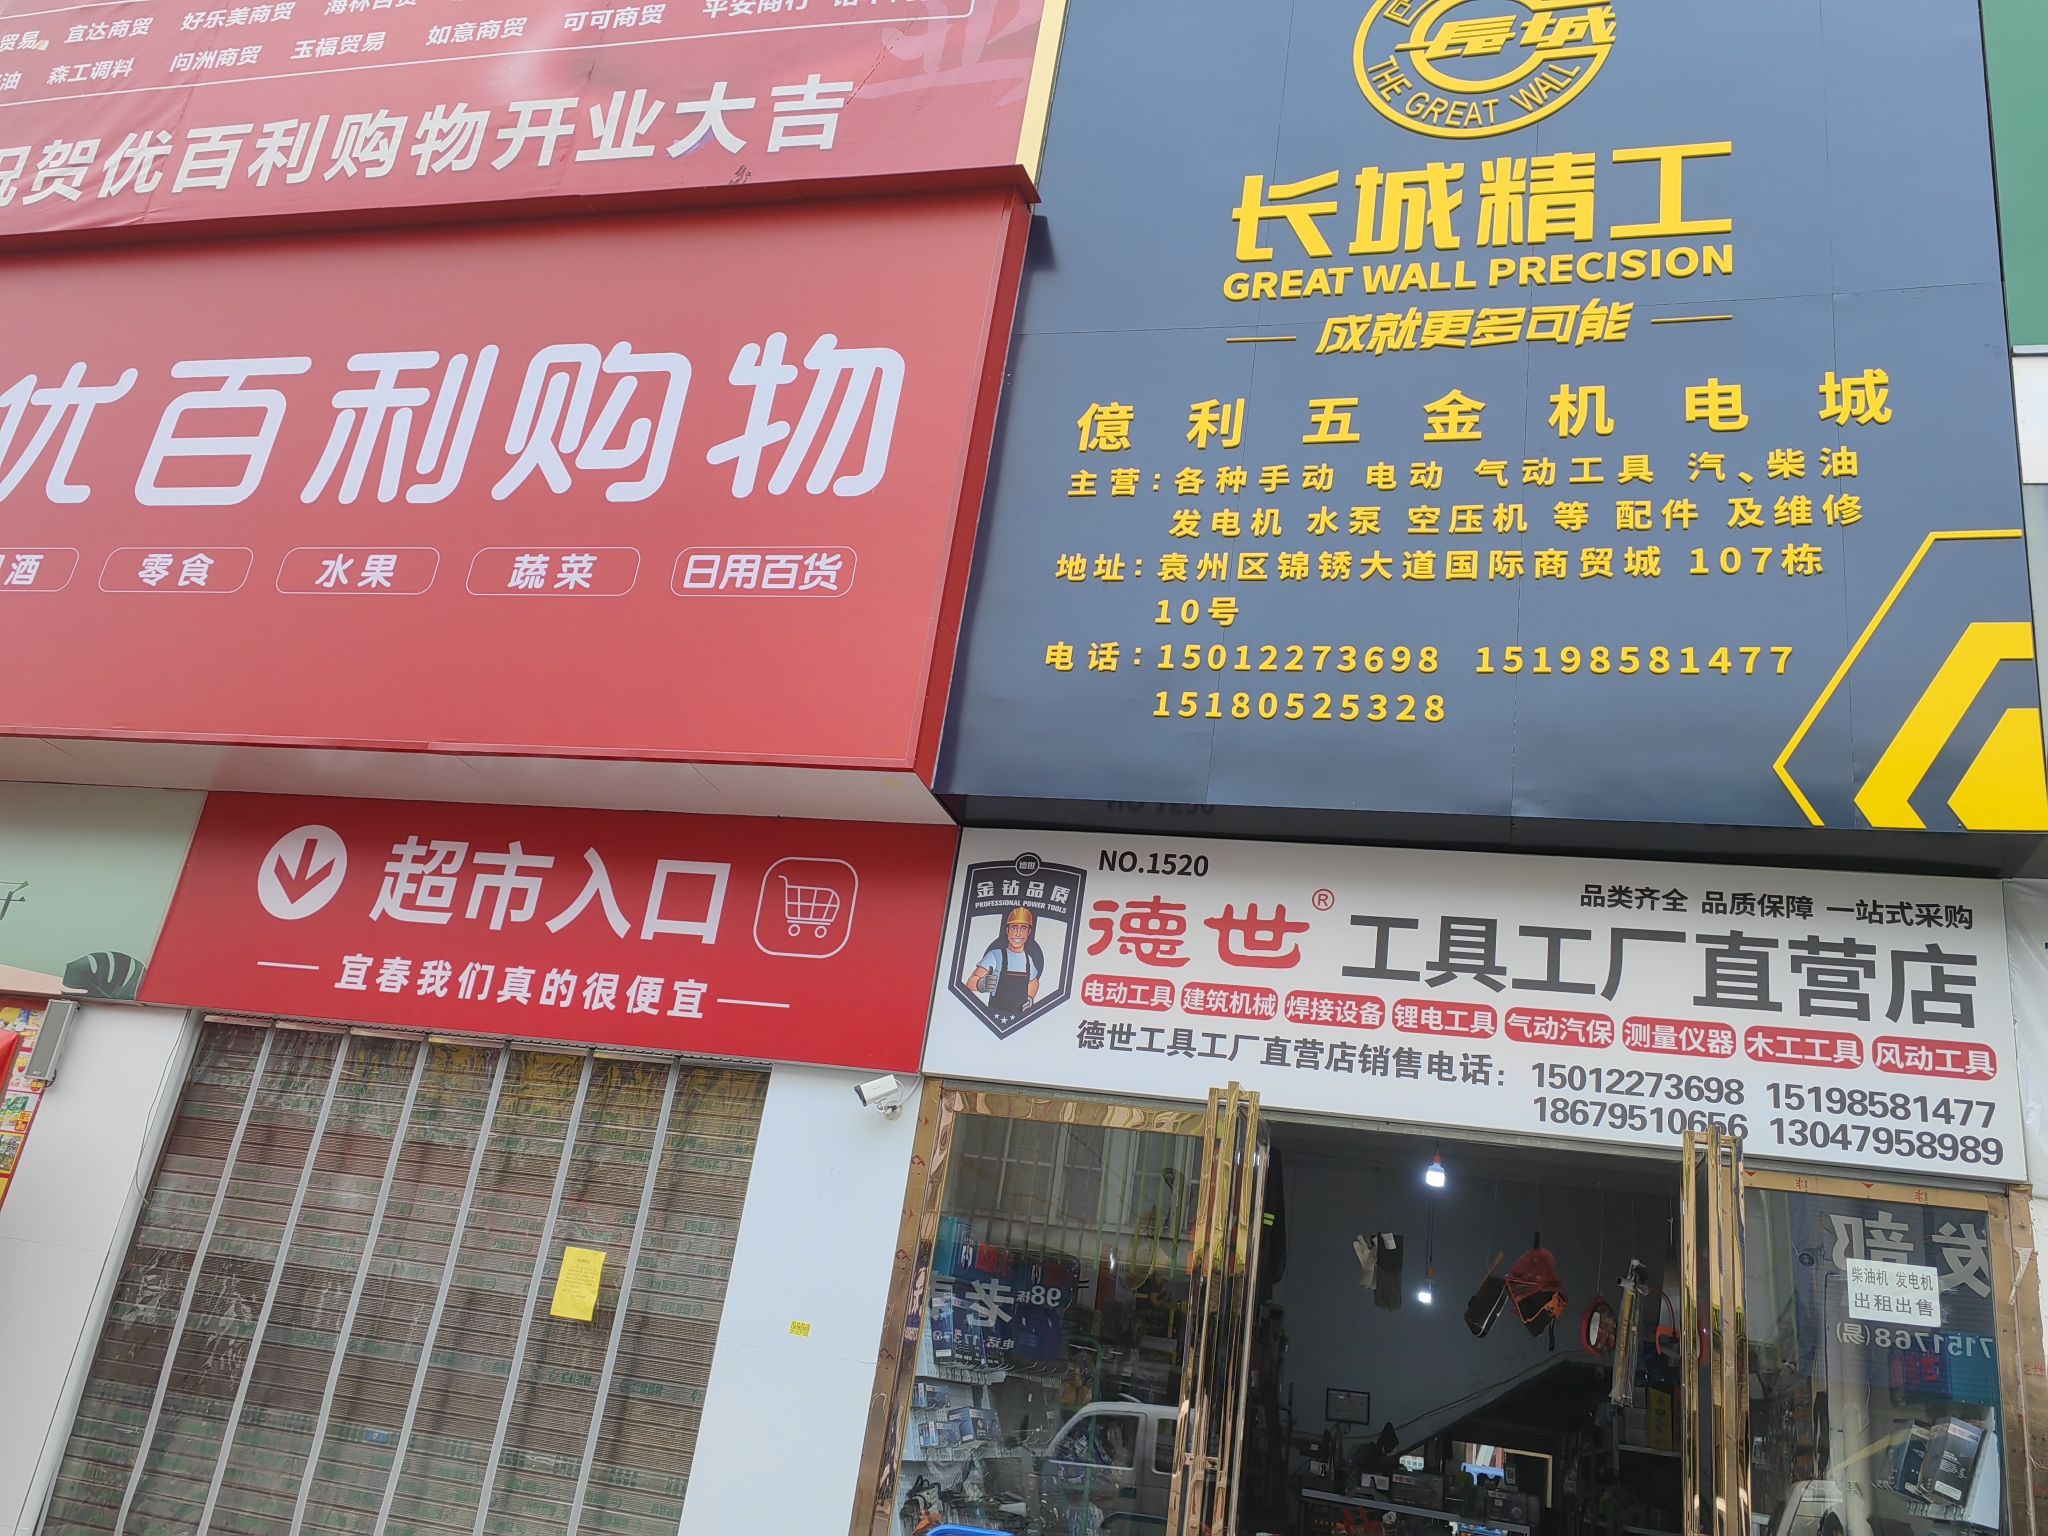 贸易 宜达商贸 好乐美商贸
油 森工调料 问洲商贸 玉福贸易 如意商贸 可可商贸 平安商行
祝贺优百利购物开业大吉
优百利购物
酒 零食 水果 蔬菜 日用百货
超市入口
宜春我们真的很便宜
長城
THE GREAT WALL
长城精工
GREAT WALL PRECISION
成就更多可能
億利五金机电城
主营：各种手动 电动 气动工具 汽、柴油
发电机 水泵 空压机 等 配件 及维修
地址：袁州区锦锈大道国际商贸城 107栋
10号
电话：15012273698 15198581477
15180525328
NO.1520
德世
金钻品质
PROFESSIONAL POWER TOOLS
品类齐全 品质保障 一站式采购
德世® 工具工厂直营店
电动工具 建筑机械 焊接设备 锂电工具 气动汽保 测量仪器 木工工具 风动工具
德世工具工厂直营店销售电话：15012273698 15198581477
18679510656 13047958989
柴油机 发电机
出租出售